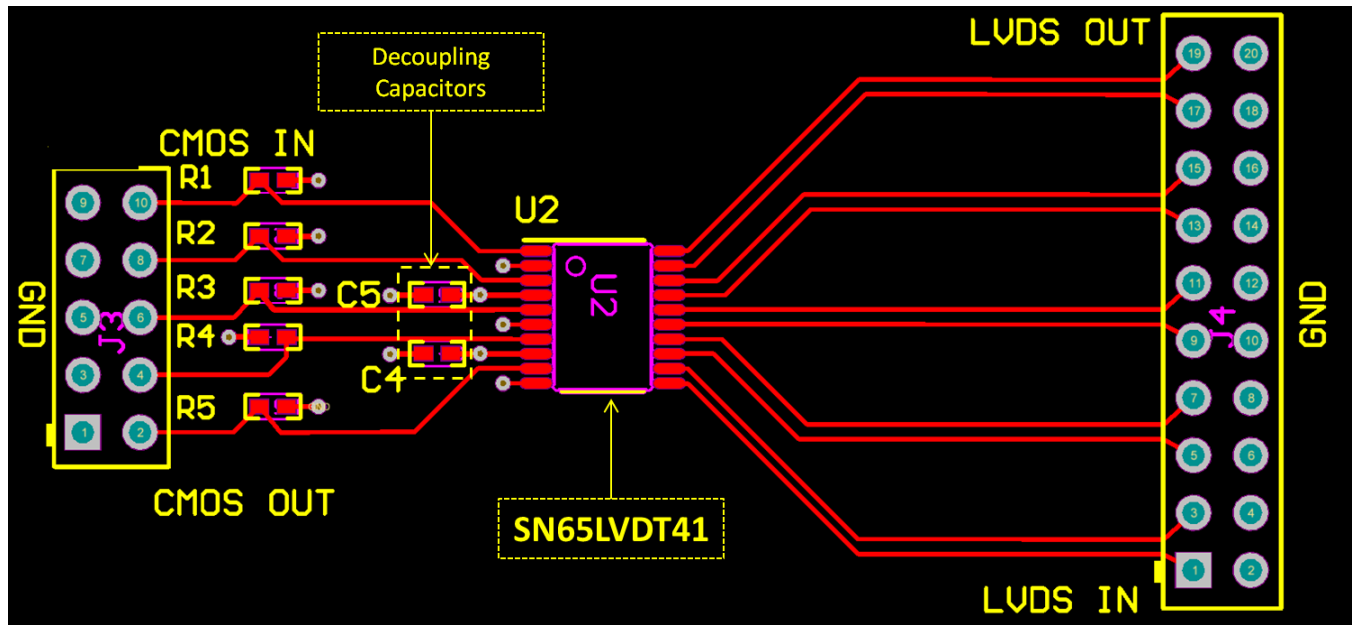 LVDS OUT
Decoupling
Capacitors
CMOS IN
R1
R2
R3
R4
R5
GND
J3
9
10
7
8
5
6
3
4
1
2
CMOS OUT
C5
C4
U2
U2
SN65LVDT41
19
20
17
18
15
16
13
14
11
12
9
10
7
8
5
6
3
4
1
2
J4
GND
LVDS IN